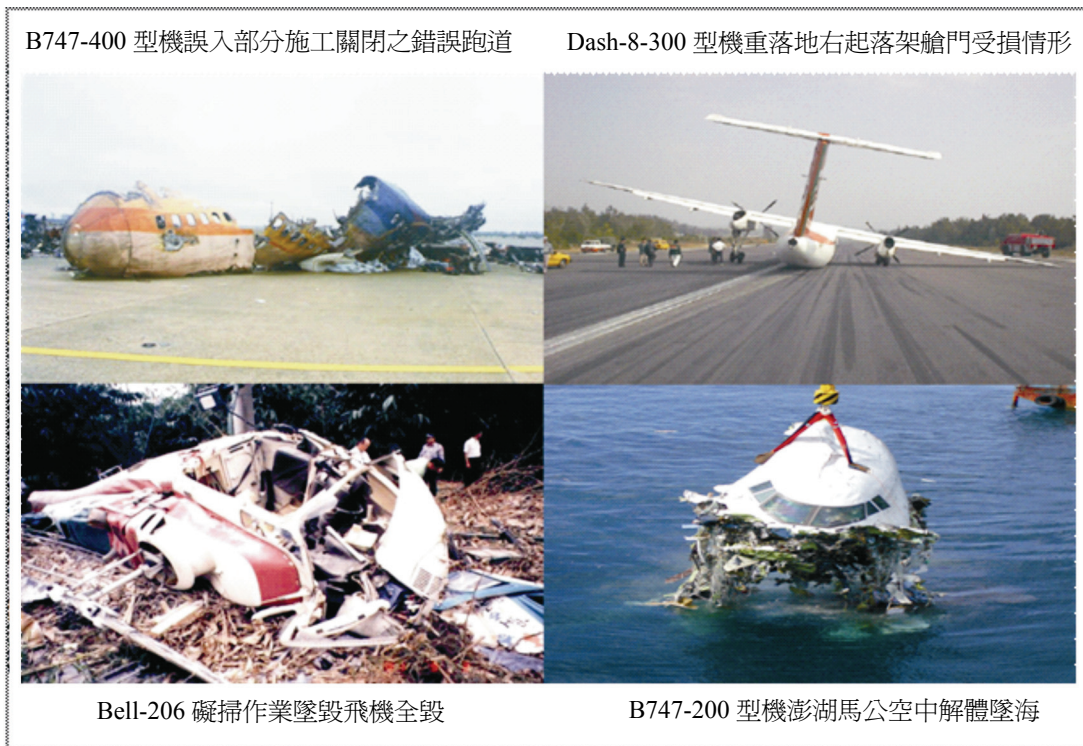 B747-400 型機誤入部分施工關閉之錯誤跑道
Dash-8-300 型機重落地右起落架艙門受損情形
Bell-206 礙掃作業墜毀飛機全毀
B747-200 型機澎湖馬公空中解體墜海